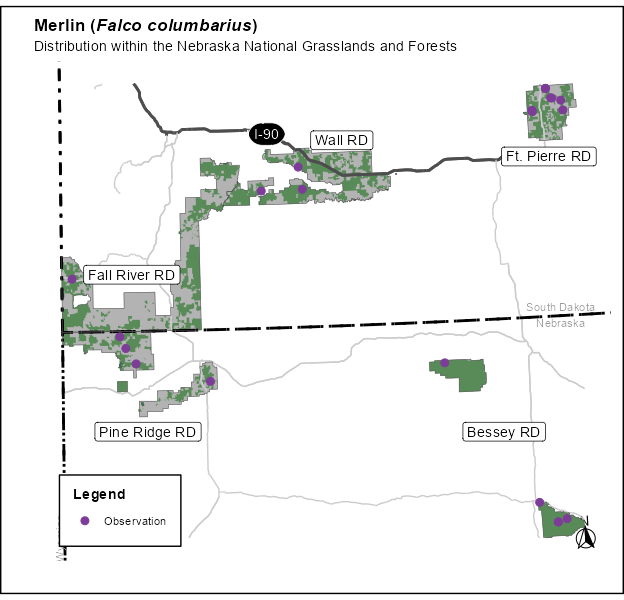 Merlin (Falco columbarius)
Distribution within the Nebraska National Grasslands and Forests
I-90
Wall RD
Ft. Pierre RD
Fall River RD
South Dakota
Nebraska
Pine Ridge RD
Bessey RD
Legend
Observation
N